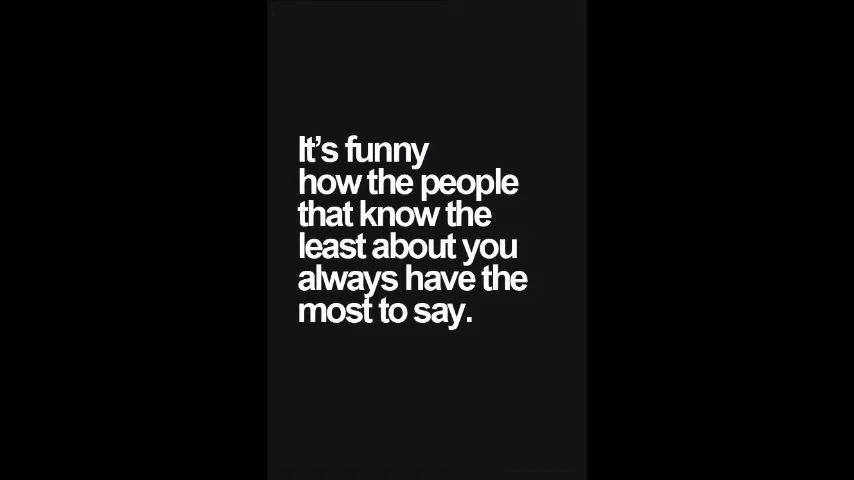 It’s funny
how the people
that know the
least about you
always have the
most to say.